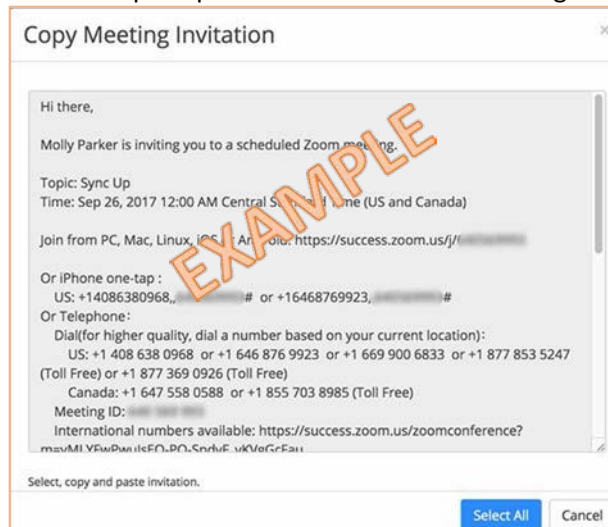 Copy Meeting Invitation
×
Hi there,
Molly Parker is inviting you to a scheduled Zoom meeting.
Topic: Sync Up
Time: Sep 26, 2017 12:00 AM Central Standard Time (US and Canada)
Join from PC, Mac, Linux, iOS or Android: https://success.zoom.us/j/
Or iPhone one-tap :
US: +14086380968,, # or +16468769923, #
Or Telephone:
Dial(for higher quality, dial a number based on your current location):
US: +1 408 638 0968 or +1 646 876 9923 or +1 669 900 6833 or +1 877 853 5247
(Toll Free) or +1 877 369 0926 (Toll Free)
Canada: +1 647 558 0588 or +1 855 703 8985 (Toll Free)
Meeting ID:
International numbers available: https://success.zoom.us/zoomconference?
EXAMPLE
Select, copy and paste invitation.
Select All
Cancel